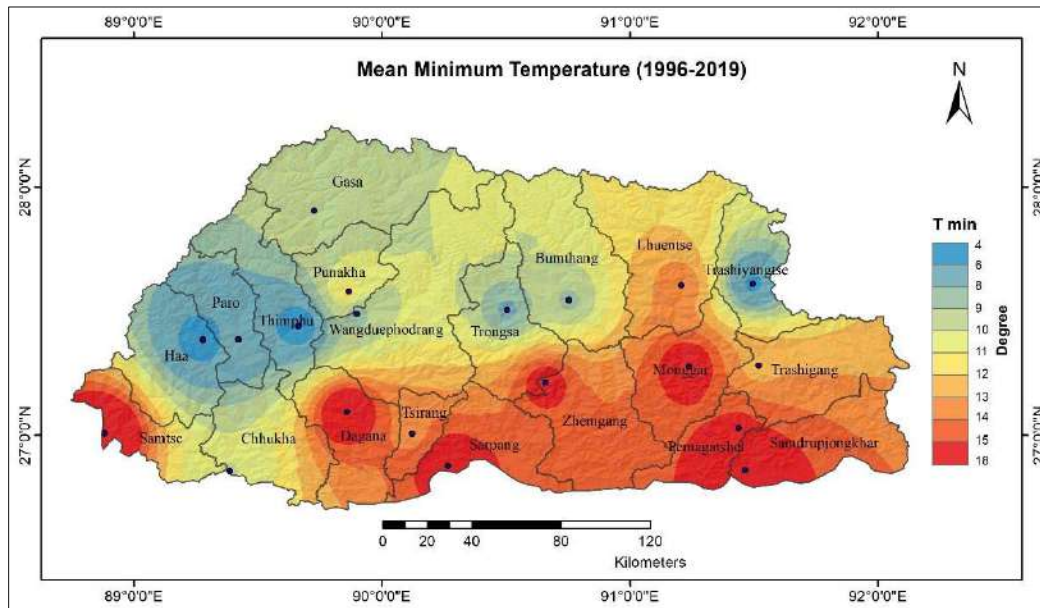 89°0'0"E 90°0'0"E 91°0'0"E 92°0'0"E
Mean Minimum Temperature (1996-2019)
N
28°0'0"N
28°0'0"N
Gasa
T min
Lhuentse
Trashiyangtse
Bumthang
Punakha
Paro
Thimphu
Wangduephodrang
Trongsa
Haa
Monggar
Trashigang
Tsirang
Zhemgang
Dagana
Samtse
Chhukha
Sarpang
Pemagatshel
Samdrupjongkhar
27°0'0"N
27°0'0"N
4
6
8
9
10
11
12
13
14
15
18
Degree
0 20 40 80 120
Kilometers
89°0'0"E 90°0'0"E 91°0'0"E 92°0'0"E